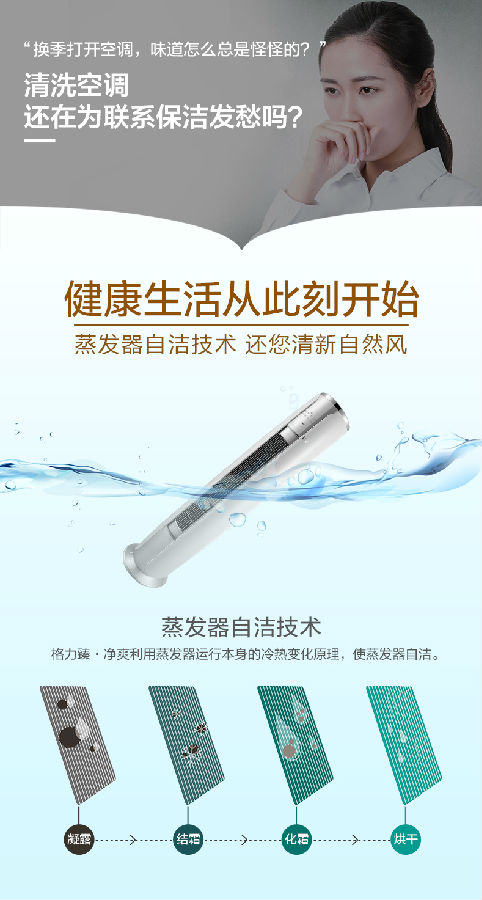 “换季打开空调，味道怎么总是怪怪的？”
清洗空调
还在为联系保洁发愁吗？
健康生活从此刻开始
蒸发器自洁技术 还您清新自然风
蒸发器自洁技术
格力臻·净爽利用蒸发器运行本身的冷热变化原理，使蒸发器自洁。
凝露
结霜
化霜
烘干